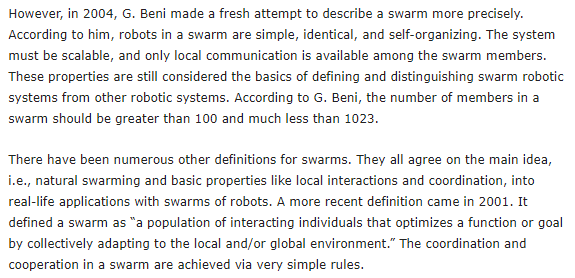 However, in 2004, G. Beni made a fresh attempt to describe a swarm more precisely.
According to him, robots in a swarm are simple, identical, and self-organizing. The system
must be scalable, and only local communication is available among the swarm members.
These properties are still considered the basics of defining and distinguishing swarm robotic
systems from other robotic systems. According to G. Beni, the number of members in a
swarm should be greater than 100 and much less than 1023.
There have been numerous other definitions for swarms. They all agree on the main idea,
i.e., natural swarming and basic properties like local interactions and coordination, into
real-life applications with swarms of robots. A more recent definition came in 2001. It
defined a swarm as “a population of interacting individuals that optimizes a function or goal
by collectively adapting to the local and/or global environment.” The coordination and
cooperation in a swarm are achieved via very simple rules.